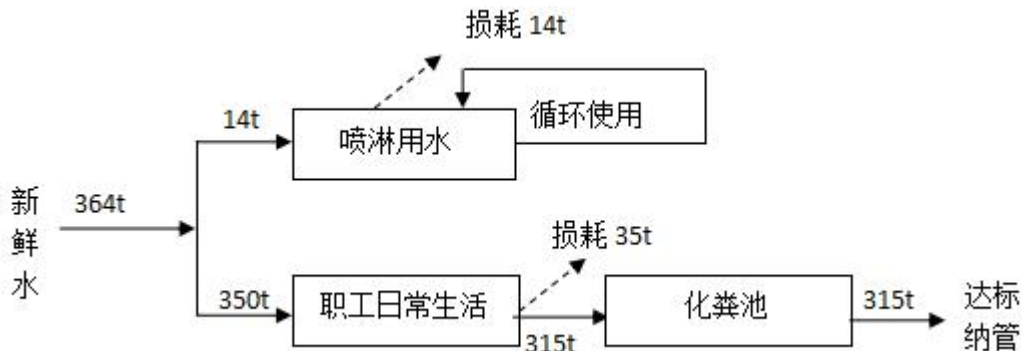 损耗 14t
14t
喷淋用水
循环使用
新鲜水
364t
损耗 35t
350t
职工日常生活
315t
化粪池
315t
达标
纳管